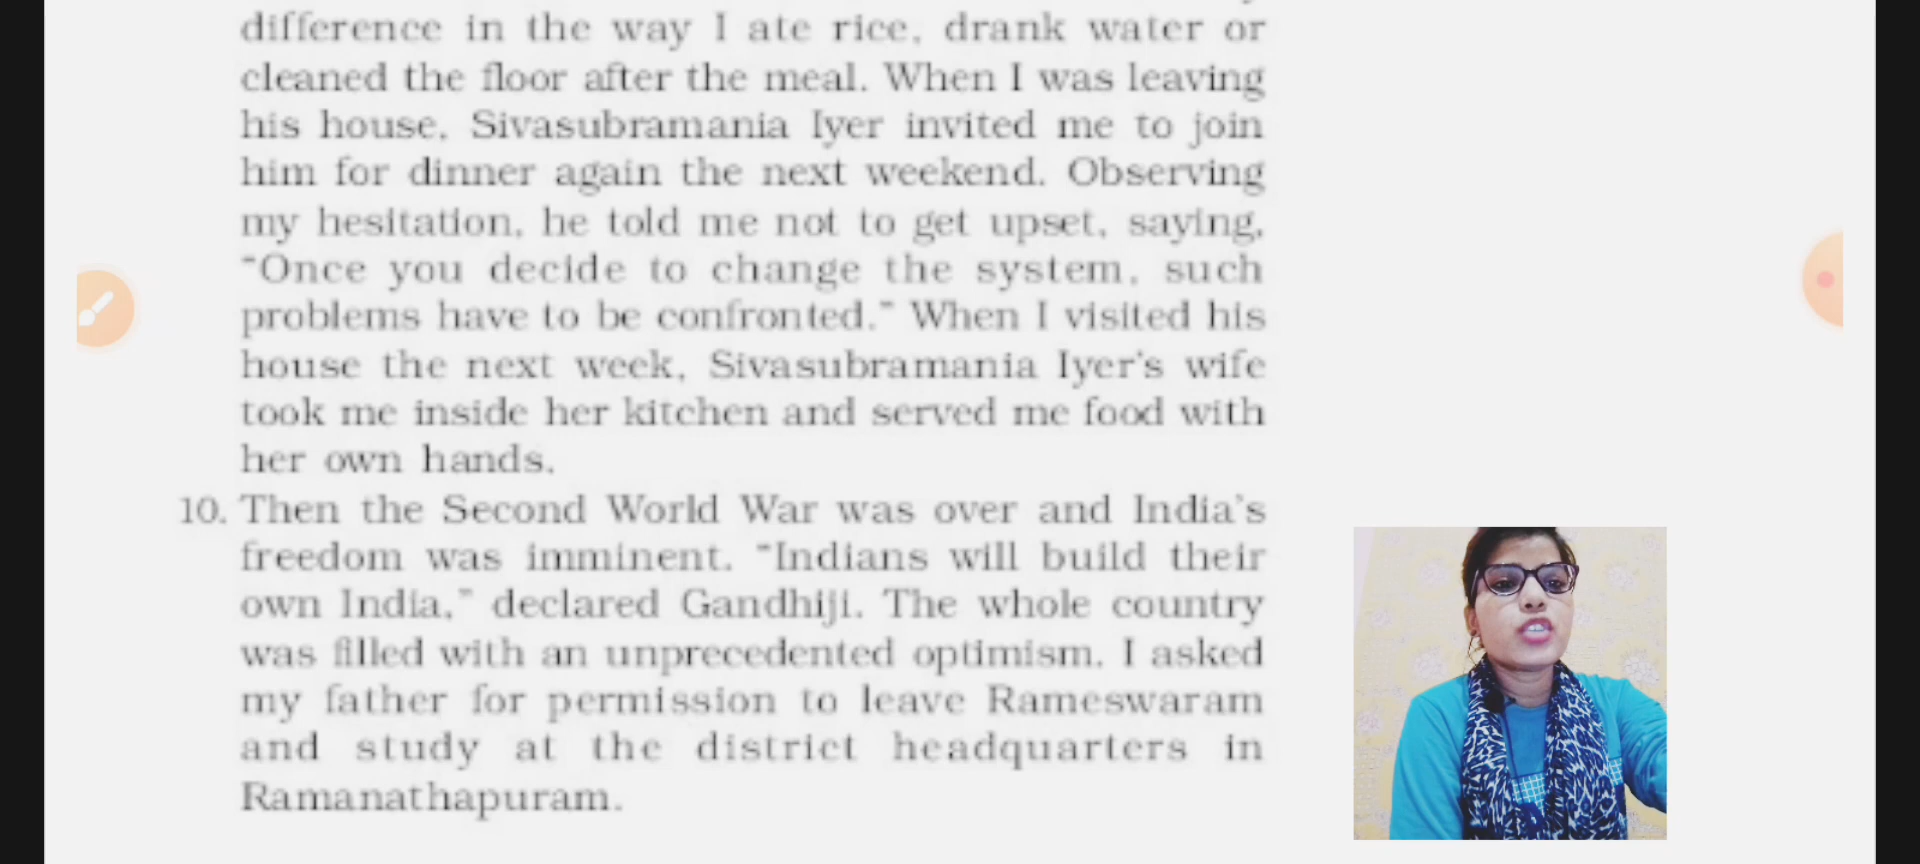 difference in the way I ate rice, drank water or
cleaned the floor after the meal. When I was leaving
his house, Sivasubramania Iyer invited me to join
him for dinner again the next weekend. Observing
my hesitation, he told me not to get upset, saying,
“Once you decide to change the system, such
problems have to be confronted.” When I visited his
house the next week, Sivasubramania Iyer’s wife
took me inside her kitchen and served me food with
her own hands.
10. Then the Second World War was over and India’s
freedom was imminent. “Indians will build their
own India,” declared Gandhiji. The whole country
was filled with an unprecedented optimism. I asked
my father for permission to leave Rameswaram
and study at the district headquarters in
Ramanathapuram.